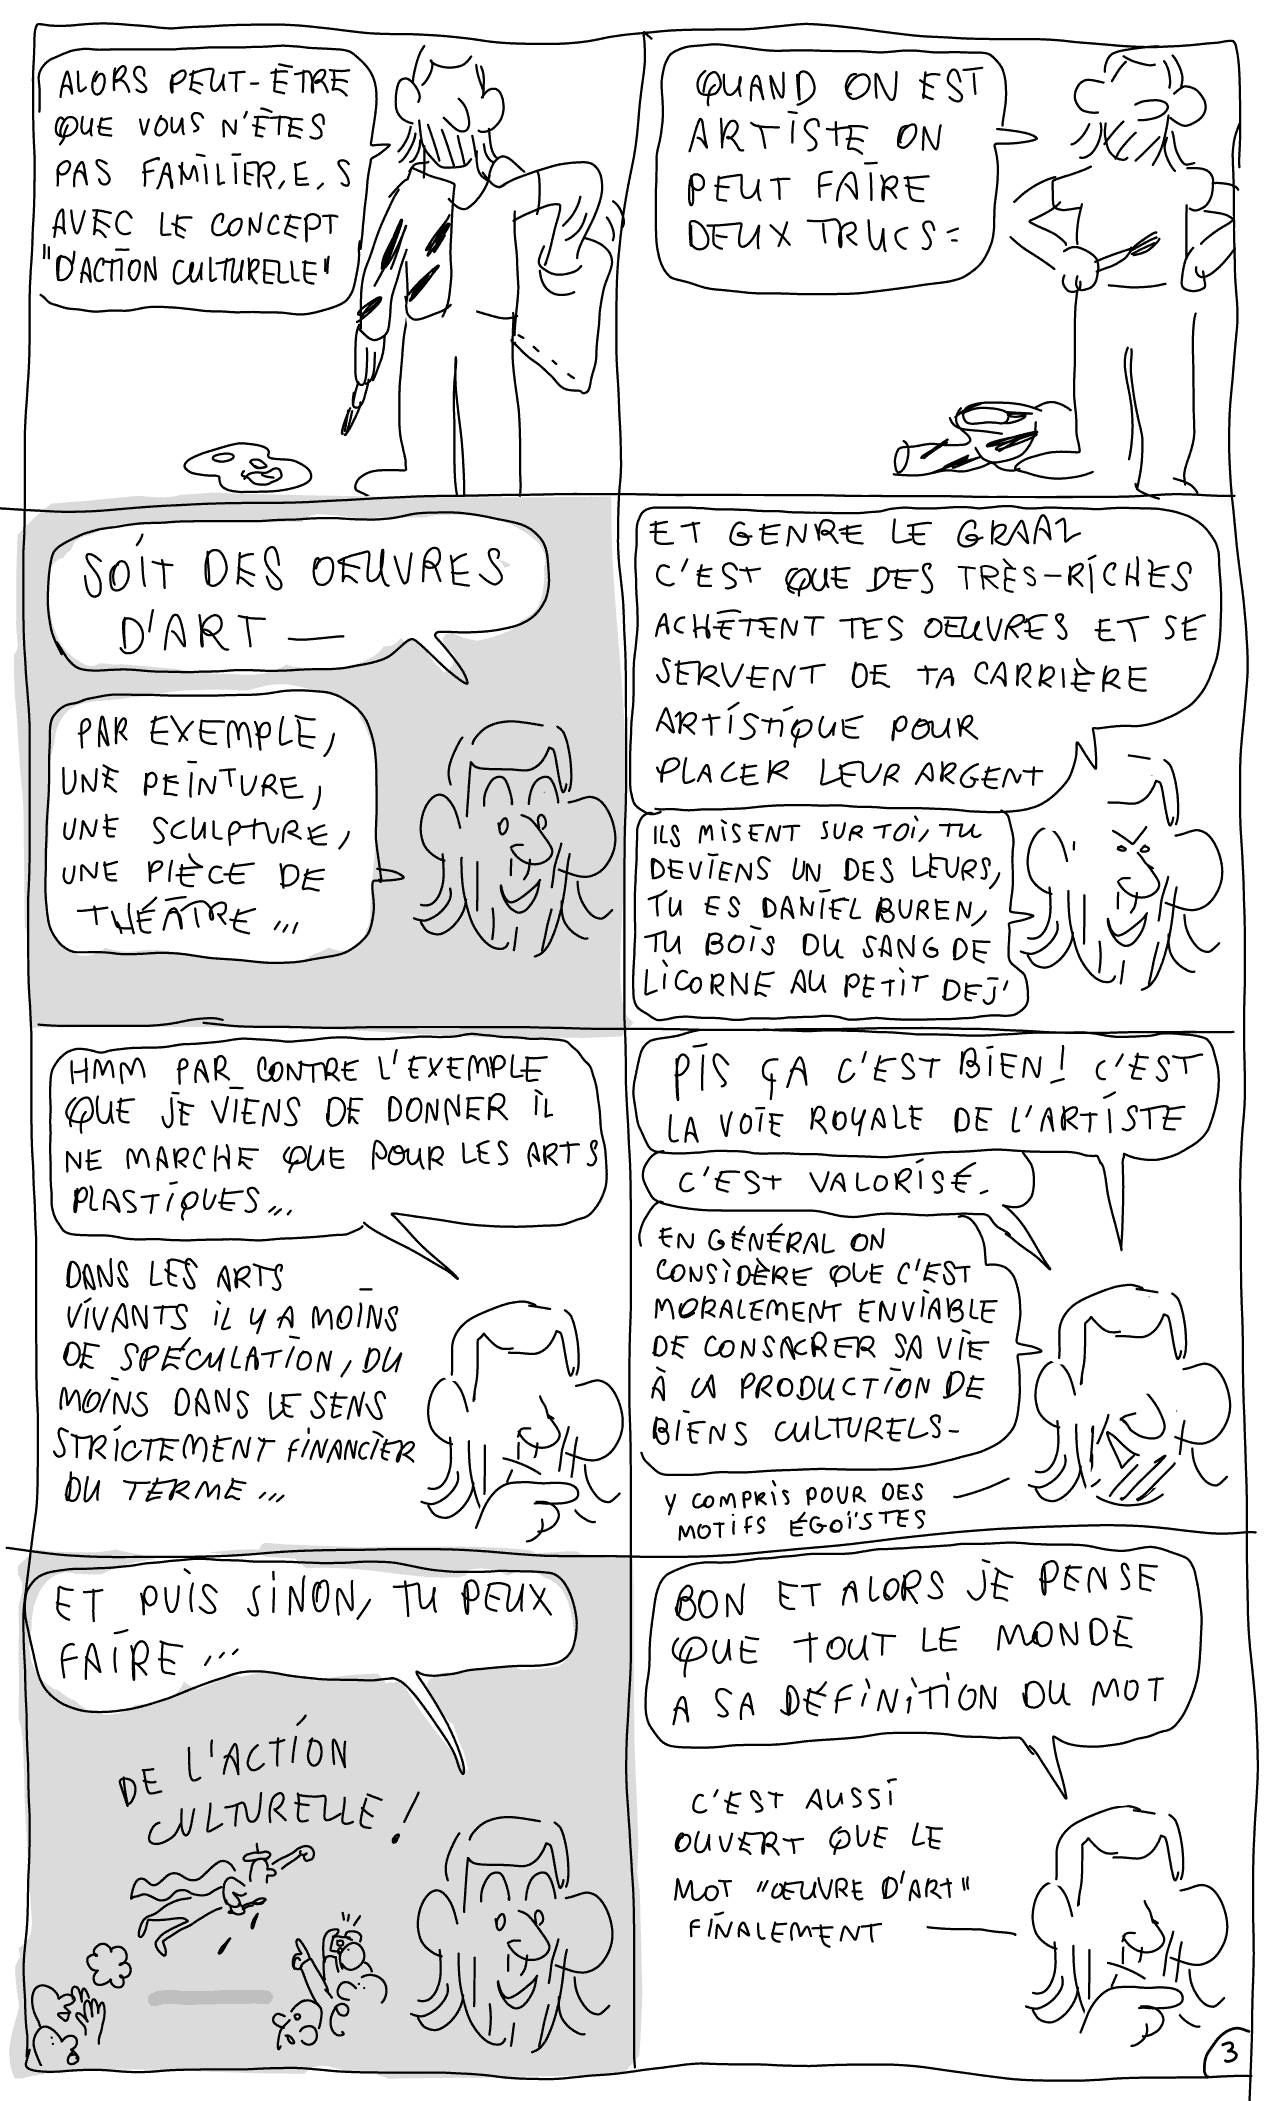 ALORS PEUT-ÊTRE
QUE VOUS N'ÊTES
PAS FAMILIER.E.S
AVEC LE CONCEPT
"D'ACTION CULTURELLE"
QUAND ON EST
ARTISTE ON
PEUT FAIRE
DEUX TRUCS :
SOIT DES OEUVRES
D'ART —
PAR EXEMPLE,
UNE PEINTURE,
UNE SCULPTURE,
UNE PIÈCE DE
THÉÂTRE ...
ET GENRE LE GRAAL
C'EST QUE DES TRÈS-RICHES
ACHÈTENT TES OEUVRES ET SE
SERVENT DE TA CARRIÈRE
ARTISTIQUE POUR
PLACER LEUR ARGENT
ILS MISENT SUR TOI, TU
DEVIENS UN DES LEURS,
TU ES DANIEL BUREN,
TU BOIS DU SANG DE
LICORNE AU PETIT DEJ'
HMM PAR CONTRE L'EXEMPLE
QUE JE VIENS DE DONNER IL
NE MARCHE QUE POUR LES ARTS
PLASTIQUES...
DANS LES ARTS
VIVANTS IL Y A MOINS
DE SPÉCULATION, DU
MOINS DANS LE SENS
STRICTEMENT FINANCIER
DU TERME ...
PIS ÇA C'EST BIEN ! C'EST
LA VOIE ROYALE DE L'ARTISTE
C'EST VALORISÉ.
EN GÉNÉRAL ON
CONSIDÈRE QUE C'EST
MORALEMENT ENVIABLE
DE CONSACRER SA VIE
À LA PRODUCTION DE
BIENS CULTURELS-
Y COMPRIS POUR DES
MOTIFS ÉGOÏSTES
ET PUIS SINON, TU PEUX
FAIRE ...
DE L'ACTION
CULTURELLE !
BON ET ALORS JE PENSE
QUE TOUT LE MONDE
A SA DÉFINITION DU MOT
C'EST AUSSI
OUVERT QUE LE
MOT "ŒUVRE D'ART"
FINALEMENT
3